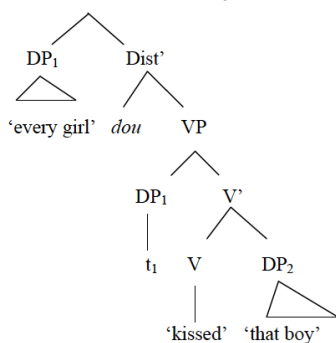 DP1 Dist'
'every girl' dou VP
DP1 V'
t1 V DP2
'kissed' 'that boy'